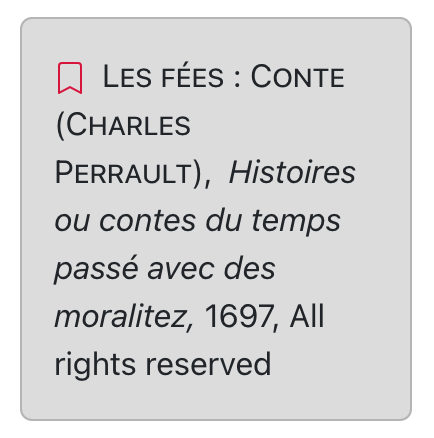 LES FÉES : CONTE
(CHARLES
PERRAULT), Histoires
ou contes du temps
passé avec des
moralitez, 1697, All
rights reserved